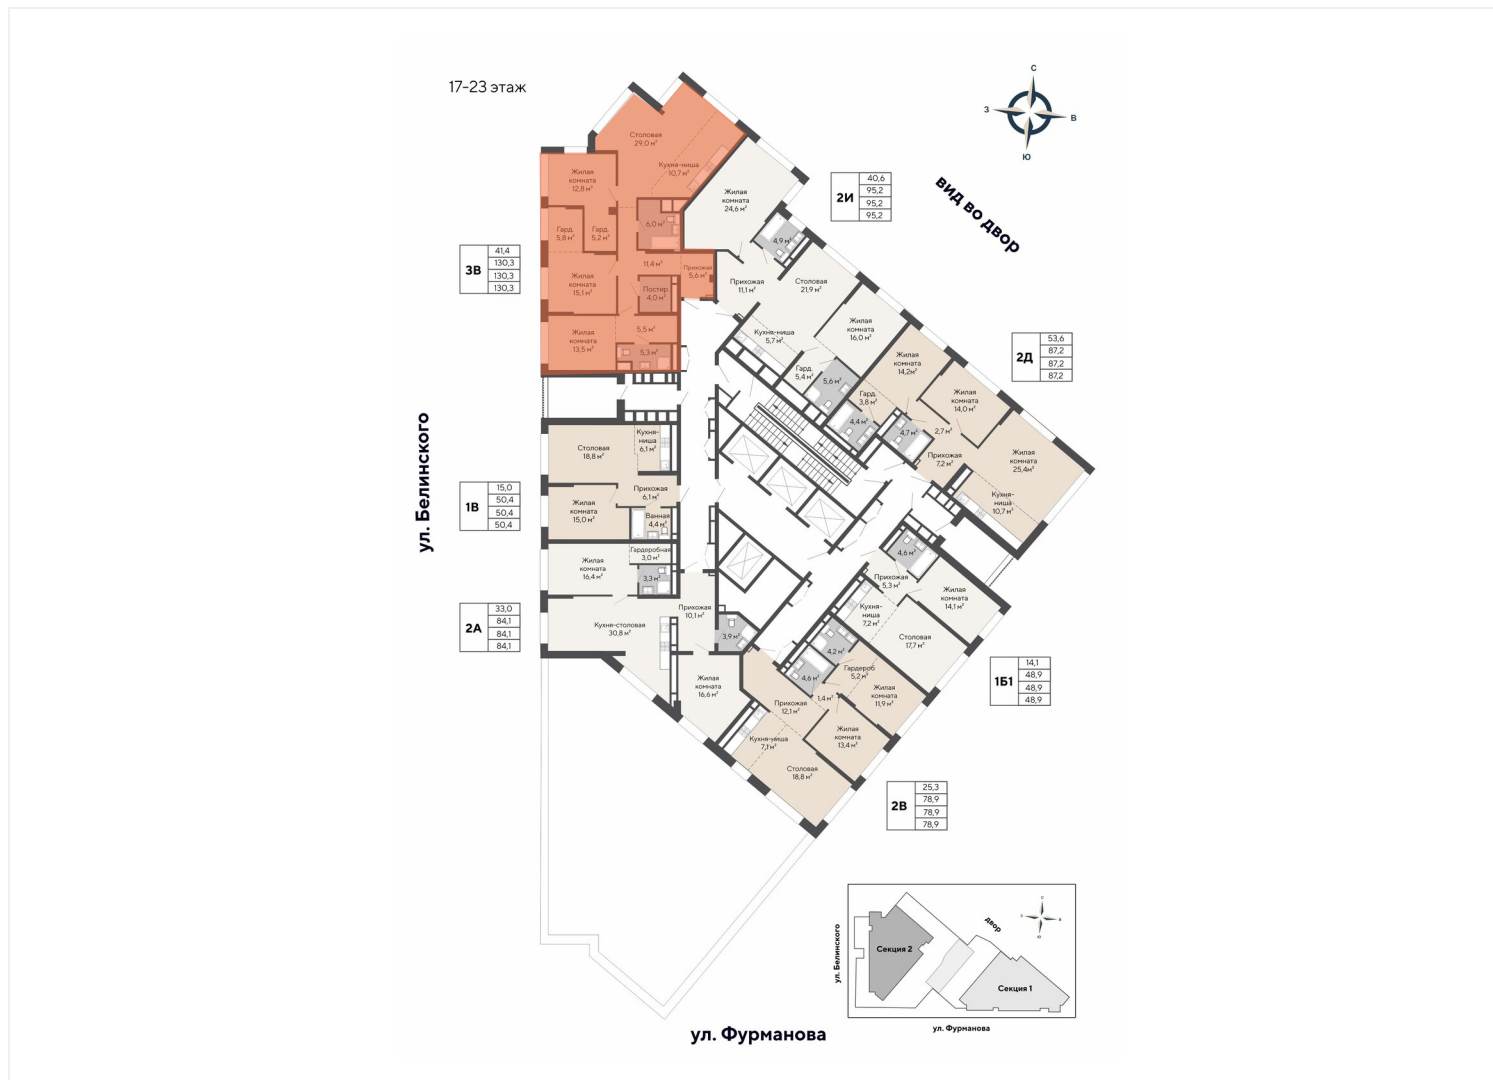 17-23 этаж
С
З
В
Ю
вид во двор
ул. Белинского
ул. Фурманова
3В
41,4
130,3
130,3
130,3
Столовая
29,0 м²
Кухня-ниша
10,7 м²
Жилая
комната
12,8 м²
Гард.
5,8 м²
Гард.
5,2 м²
6,0 м²
11,4 м²
Прихожая
5,6 м²
Жилая
комната
15,1 м²
Постир.
4,0 м²
Жилая
комната
13,5 м²
5,5 м²
5,3 м²
2И
40,6
95,2
95,2
95,2
Жилая
комната
24,6 м²
4,9 м²
Прихожая
11,1 м²
Столовая
21,9 м²
Кухня-ниша
5,7 м²
Жилая
комната
16,0 м²
Гард.
5,4 м²
5,6 м²
2Д
53,6
87,2
87,2
87,2
Жилая
комната
14,2м²
Гард.
3,8 м²
4,4 м²
Жилая
комната
14,0 м²
4,7 м²
2,7 м²
Прихожая
7,2 м²
Жилая
комната
25,4м²
Кухня-
ниша
10,7 м²
1В
15,0
50,4
50,4
50,4
Столовая
18,8 м²
Кухня-
ниша
6,1 м²
Прихожая
6,1 м²
Жилая
комната
15,0 м²
Ванная
4,4 м²
2А
33,0
84,1
84,1
84,1
Жилая
комната
16,4 м²
Гардеробная
3,0 м²
3,3 м²
Кухня-столовая
30,8 м²
Прихожая
10,1 м²
3,9 м²
Жилая
комната
16,6 м²
1Б1
14,1
48,9
48,9
48,9
4,6 м²
Прихожая
5,3 м²
Жилая
комната
14,1 м²
Кухня-
ниша
7,2 м²
Столовая
17,7 м²
2В
25,3
78,9
78,9
78,9
4,2 м²
4,6 м²
Гардероб
5,2 м²
1,4 м²
Жилая
комната
11,9 м²
Прихожая
12,1 м²
Жилая
комната
13,4 м²
Кухня-ниша
7,1 м²
Столовая
18,8 м²
ул. Белинского
Секция 2
двор
Секция 1
ул. Фурманова